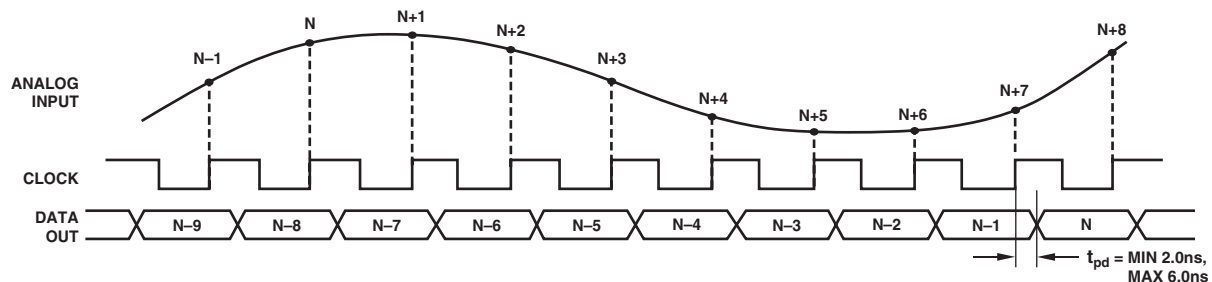 N–1
N
N+1
N+2
N+3
N+4
N+5
N+6
N+7
N+8
ANALOG
INPUT
CLOCK
DATA
OUT
N–9
N–8
N–7
N–6
N–5
N–4
N–3
N–2
N–1
N
tpd = MIN 2.0ns,
MAX 6.0ns